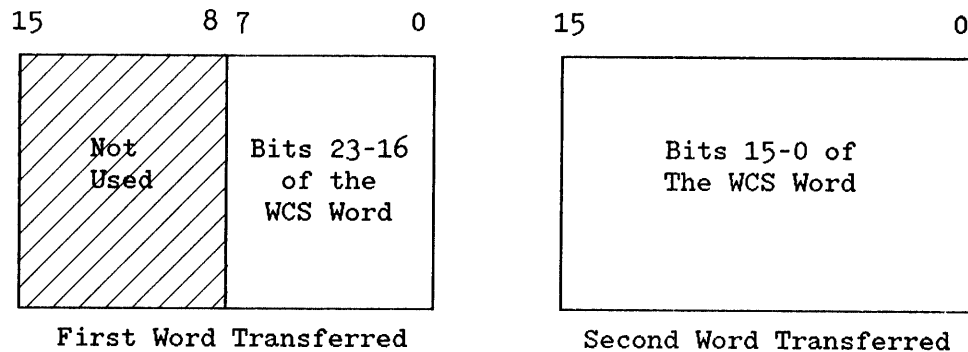 15 8 7 0
15 0
Not
Used
Bits 23-16
of the
WCS Word
Bits 15-0 of
The WCS Word
First Word Transferred
Second Word Transferred